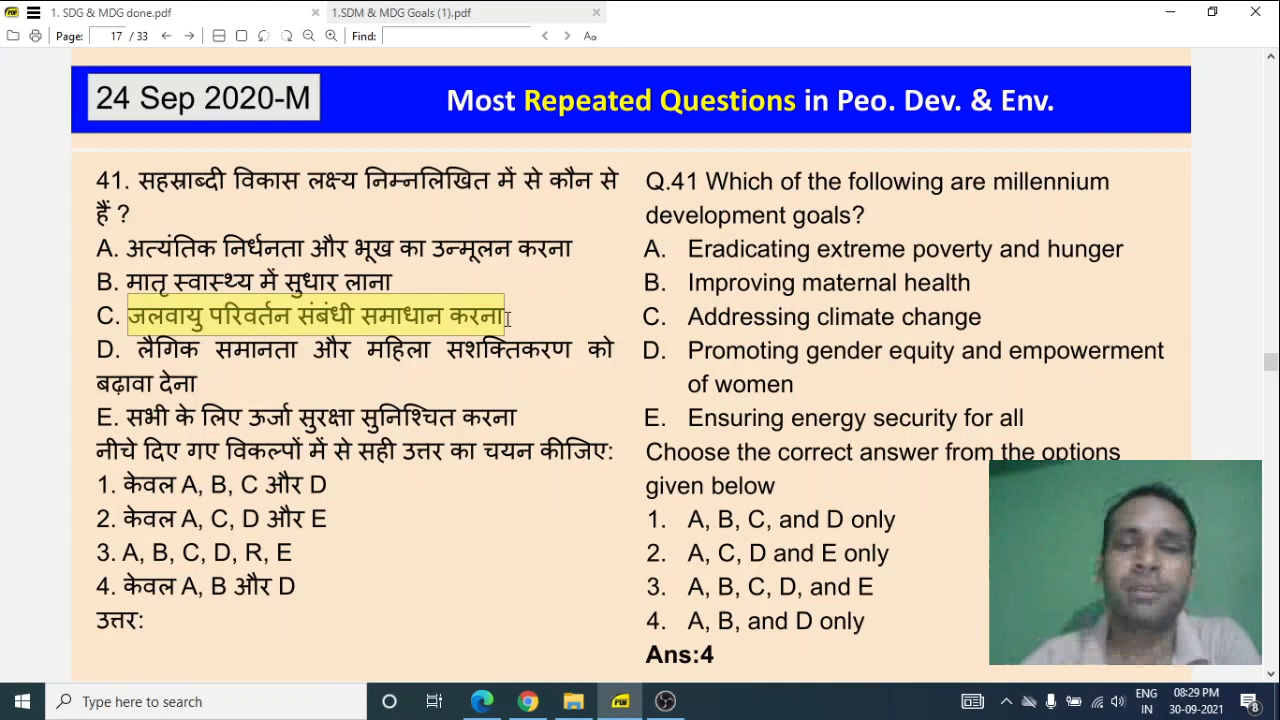 1. SDG & MDG done.pdf
1.SDM & MDG Goals (1).pdf
Page: 17 / 33
Find:
24 Sep 2020-M
Most Repeated Questions in Peo. Dev. & Env.
41. सहस्राब्दी विकास लक्ष्य निम्नलिखित में से कौन से
हैं ?
A. अत्यंतिक निर्धनता और भूख का उन्मूलन करना
B. मातृ स्वास्थ्य में सुधार लाना
C. जलवायु परिवर्तन संबंधी समाधान करना
D. लैगिक समानता और महिला सशक्तिकरण को
बढ़ावा देना
E. सभी के लिए ऊर्जा सुरक्षा सुनिश्चित करना
नीचे दिए गए विकल्पों में से सही उत्तर का चयन कीजिए:
1. केवल A, B, C और D
2. केवल A, C, D और E
3. A, B, C, D, R, E
4. केवल A, B और D
उत्तर:
Q.41 Which of the following are millennium
development goals?
A. Eradicating extreme poverty and hunger
B. Improving maternal health
C. Addressing climate change
D. Promoting gender equity and empowerment
of women
E. Ensuring energy security for all
Choose the correct answer from the options
given below
1. A, B, C, and D only
2. A, C, D and E only
3. A, B, C, D, and E
4. A, B, and D only
Ans:4
Type here to search
ENG
IN
08:29 PM
30-09-2021
8